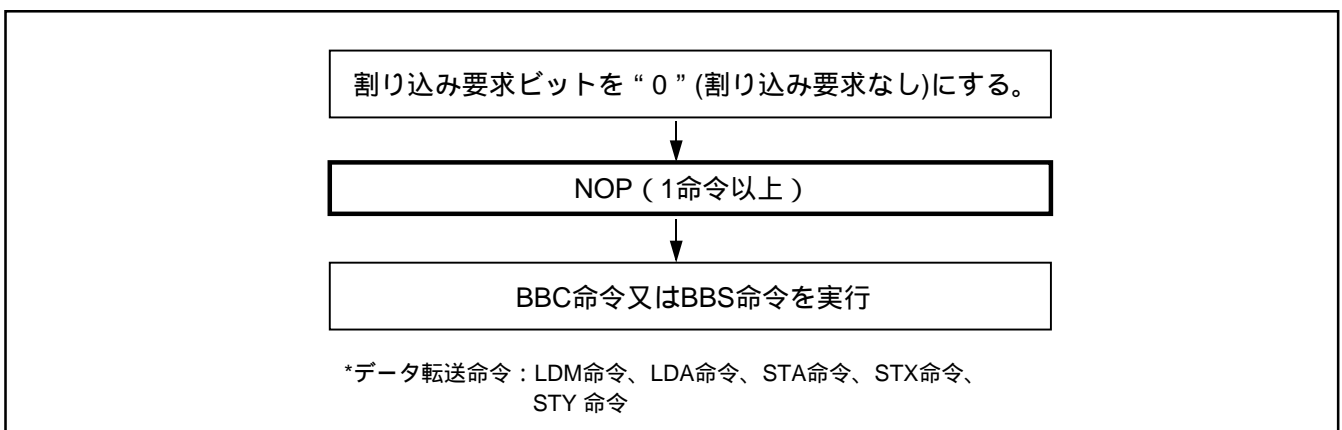 割り込み要求ビットを “ 0 ” (割り込み要求なし)にする。
NOP（1命令以上）
BBC命令又はBBS命令を実行
*データ転送命令：LDM命令、LDA命令、STA命令、STX命令、
STY 命令